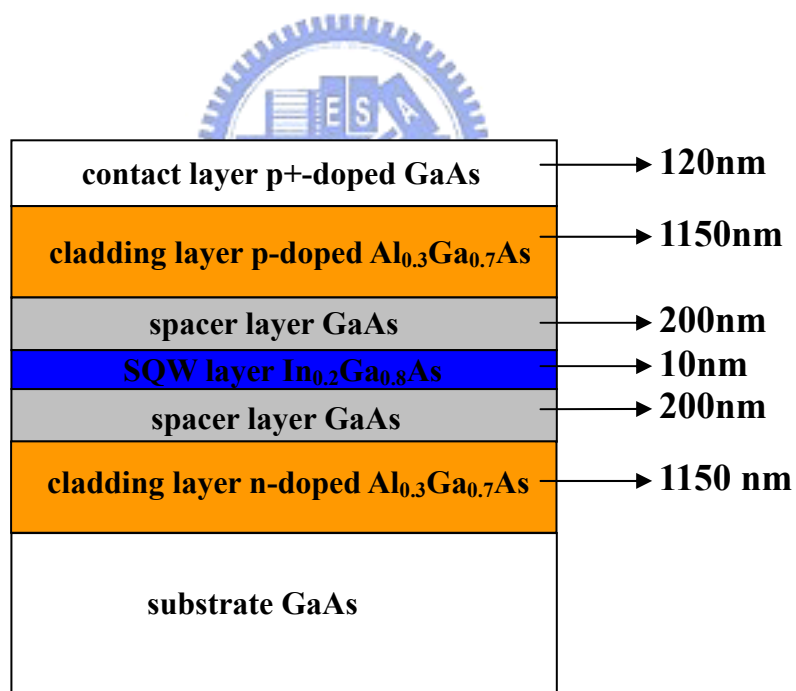 ESA
contact layer p+-doped GaAs
120nm
cladding layer p-doped Al₀.₃Ga₀.₇As
1150nm
spacer layer GaAs
200nm
SQW layer In₀.₂Ga₀.₈As
10nm
spacer layer GaAs
200nm
cladding layer n-doped Al₀.₃Ga₀.₇As
1150 nm
substrate GaAs